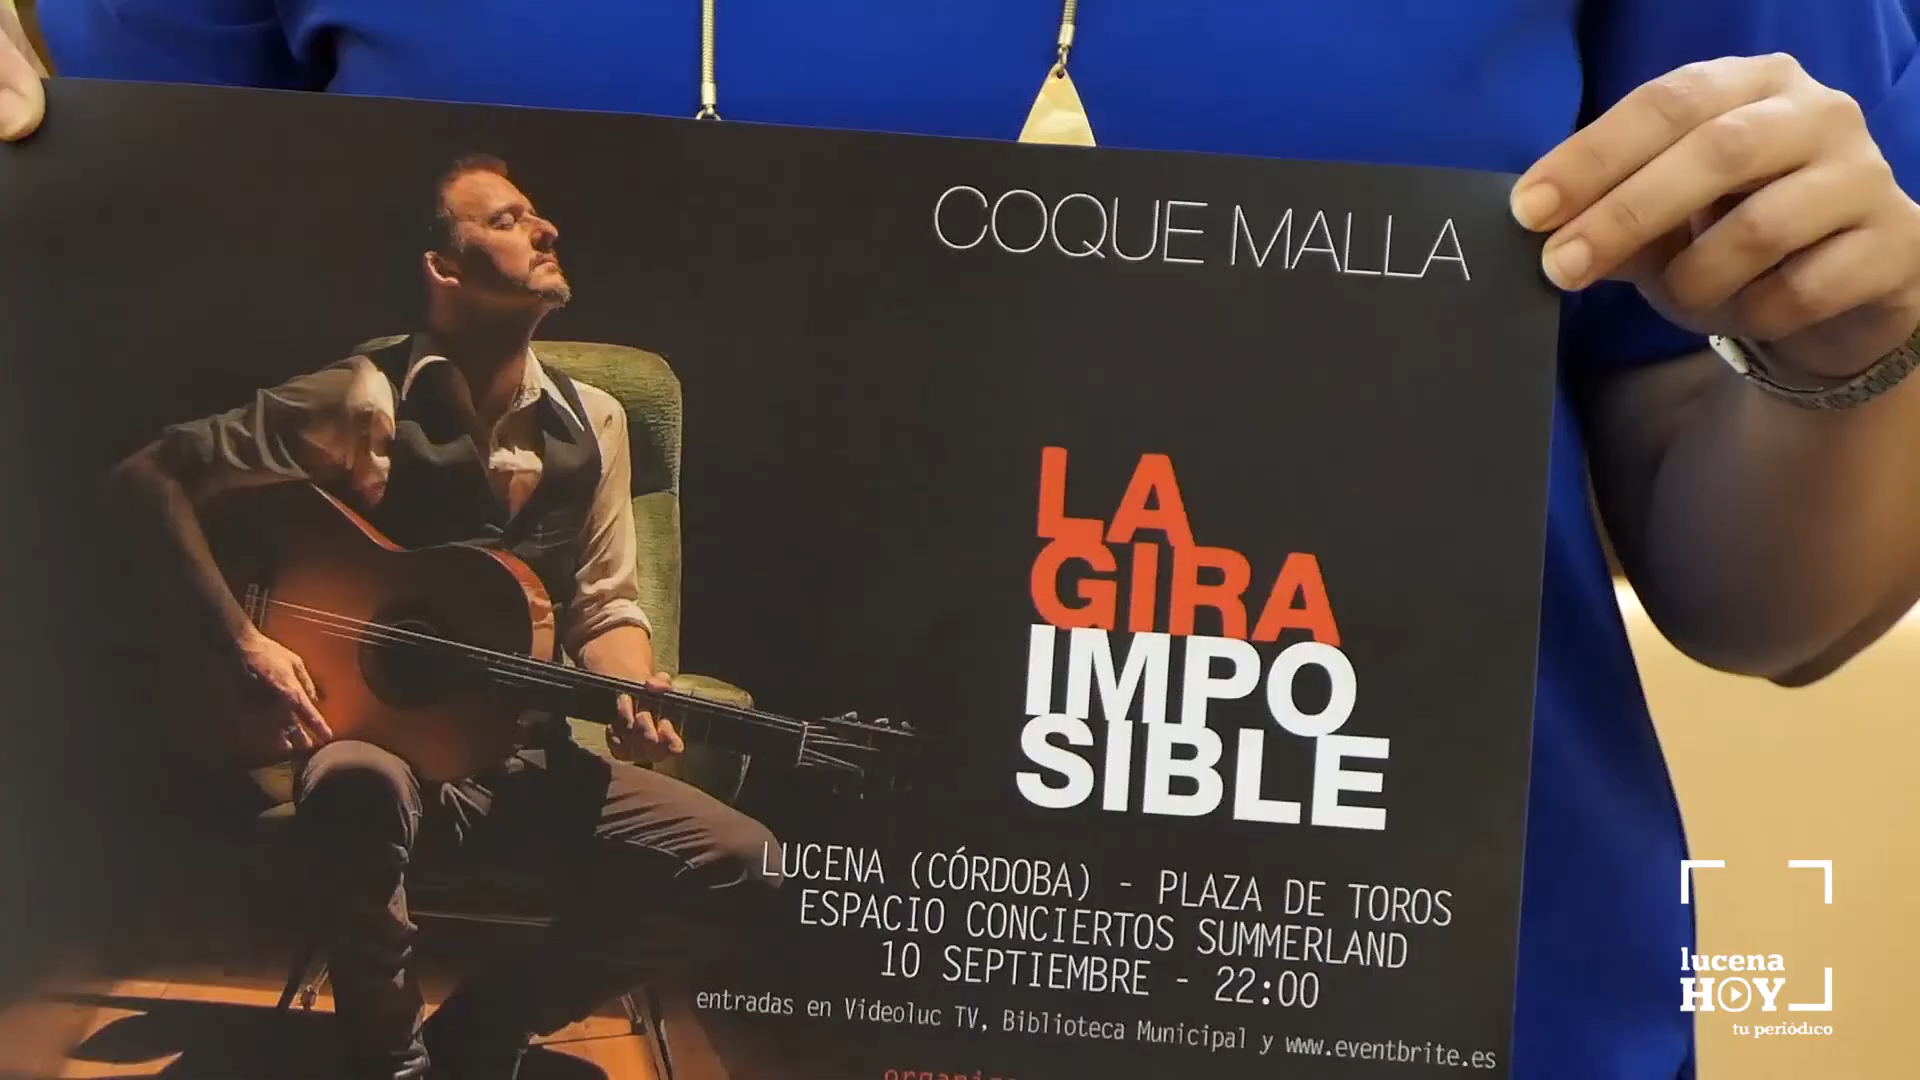 COQUE MALLA
LA
GIRA
IMPO
SIBLE
LUCENA (CÓRDOBA) - PLAZA DE TOROS
ESPACIO CONCIERTOS SUMMERLAND
10 SEPTIEMBRE - 22:00
entradas en Videoluc TV, Biblioteca Municipal y www.eventbrite.es
lucena
HOY
tu periódico